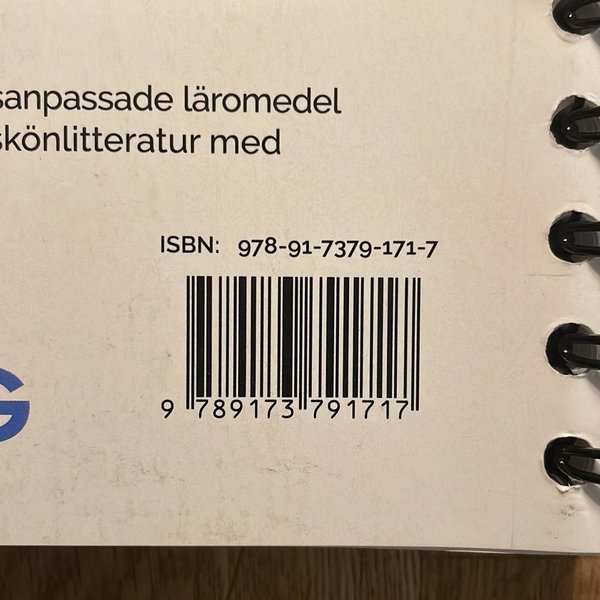 sanpassade läromedel
skönlitteratur med
ISBN: 978-91-7379-171-7
9 789173 791717
G